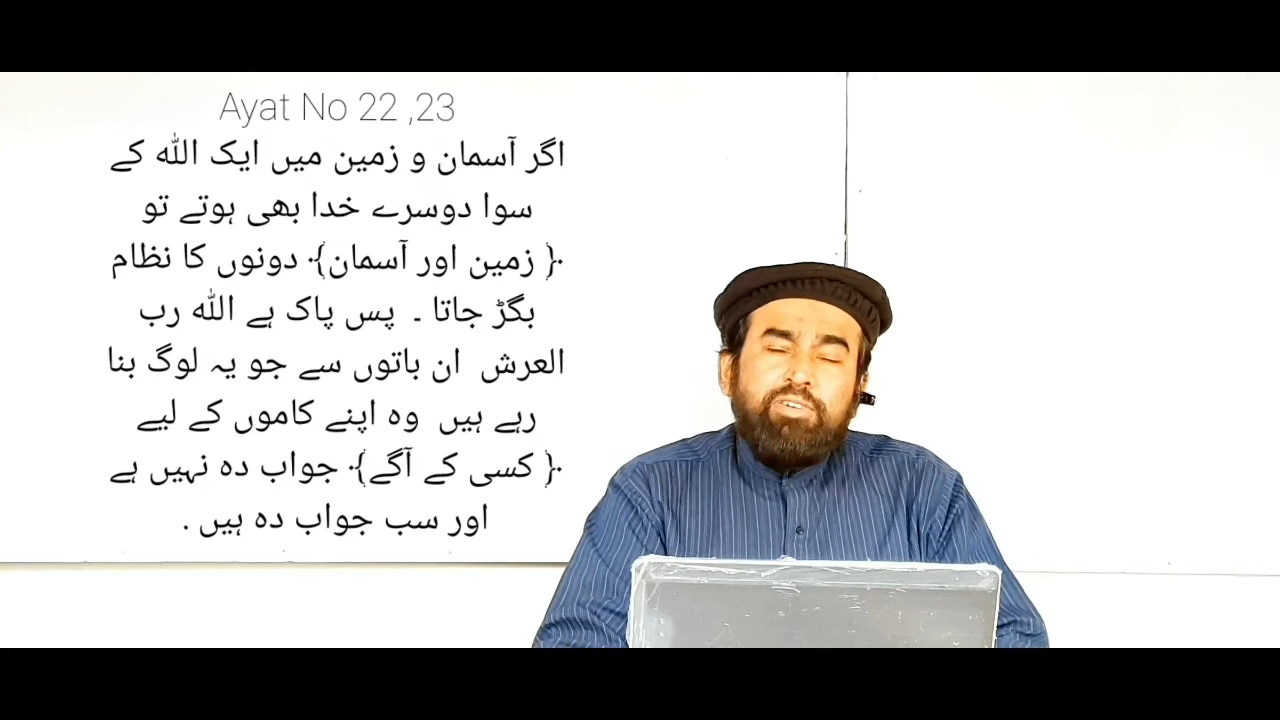 Ayat No 22 ,23
اگر آسمان و زمین میں ایک اللہ کے
سوا دوسرے خدا بھی ہوتے تو
﴿ زمین اور آسمان﴾ دونوں کا نظام
بگڑ جاتا ۔ پس پاک ہے اللہ رب
العرش ان باتوں سے جو یہ لوگ بنا
رہے ہیں وہ اپنے کاموں کے لیے
﴿ کسی کے آگے﴾ جواب دہ نہیں ہے
اور سب جواب دہ ہیں .